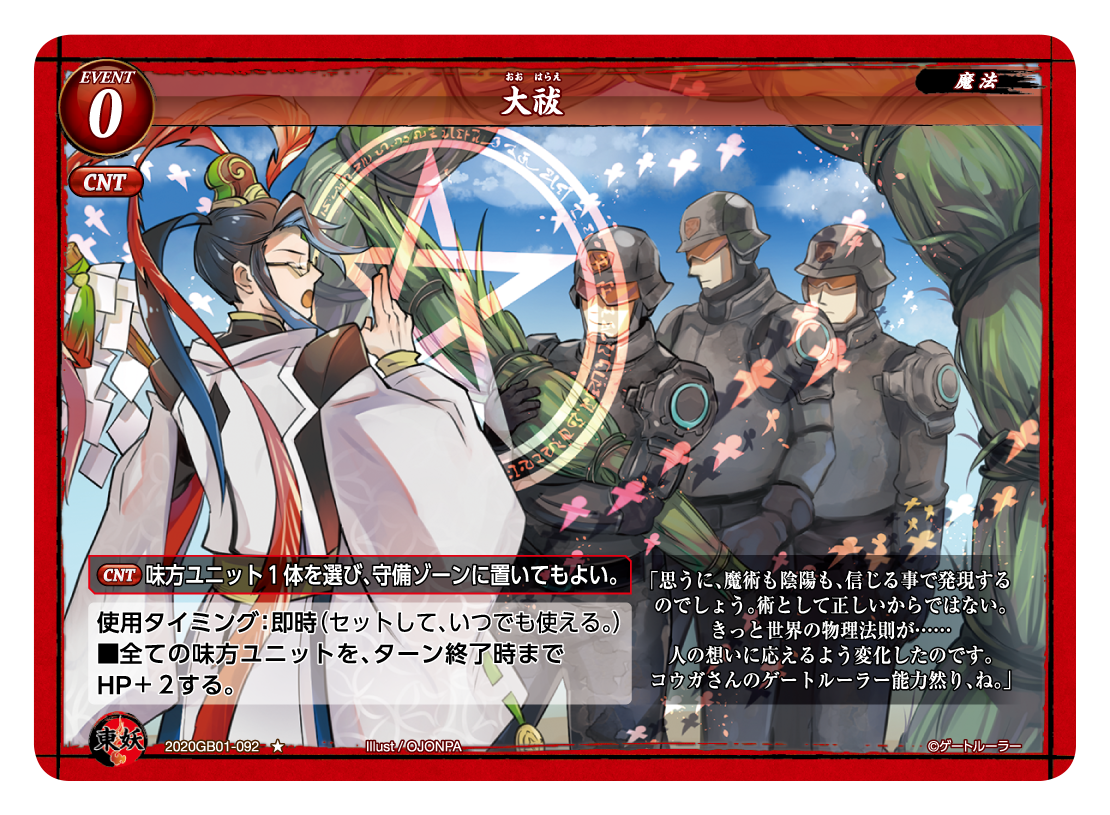 EVENT
0
CNT
おお はらえ
大祓
魔法
CNT 味方ユニット1体を選び、守備ゾーンに置いてもよい。
使用タイミング:即時(セットして、いつでも使える。)
■全ての味方ユニットを、ターン終了時まで
HP+2する。
「思うに、魔術も陰陽も、信じる事で発現する
のでしょう。術として正しいからではない。
きっと世界の物理法則が……
人の想いに応えるよう変化したのです。
コウガさんのゲートルーラー能力然り、ね。」
東妖
2020GB01-092 ★
Illust/OJONPA
©ゲートルーラー